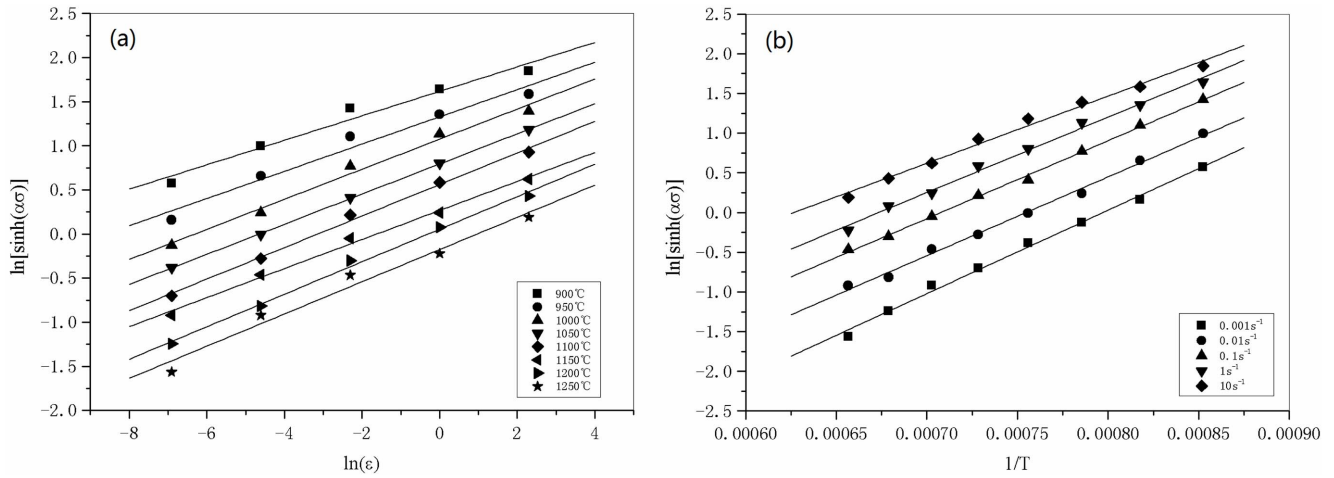 (a)
2.5
2.0
1.5
1.0
0.5
0.0
−0.5
−1.0
−1.5
−2.0
ln[sinh(ασ)]
900℃
950℃
1000℃
1050℃
1100℃
1150℃
1200℃
1250℃
−8 −6 −4 −2 0 2 4
ln(ε)
(b)
2.5
2.0
1.5
1.0
0.5
0.0
−0.5
−1.0
−1.5
−2.0
−2.5
ln[sinh(ασ)]
0.001s⁻¹
0.01s⁻¹
0.1s⁻¹
1s⁻¹
10s⁻¹
0.00060 0.00065 0.00070 0.00075 0.00080 0.00085 0.00090
1/T